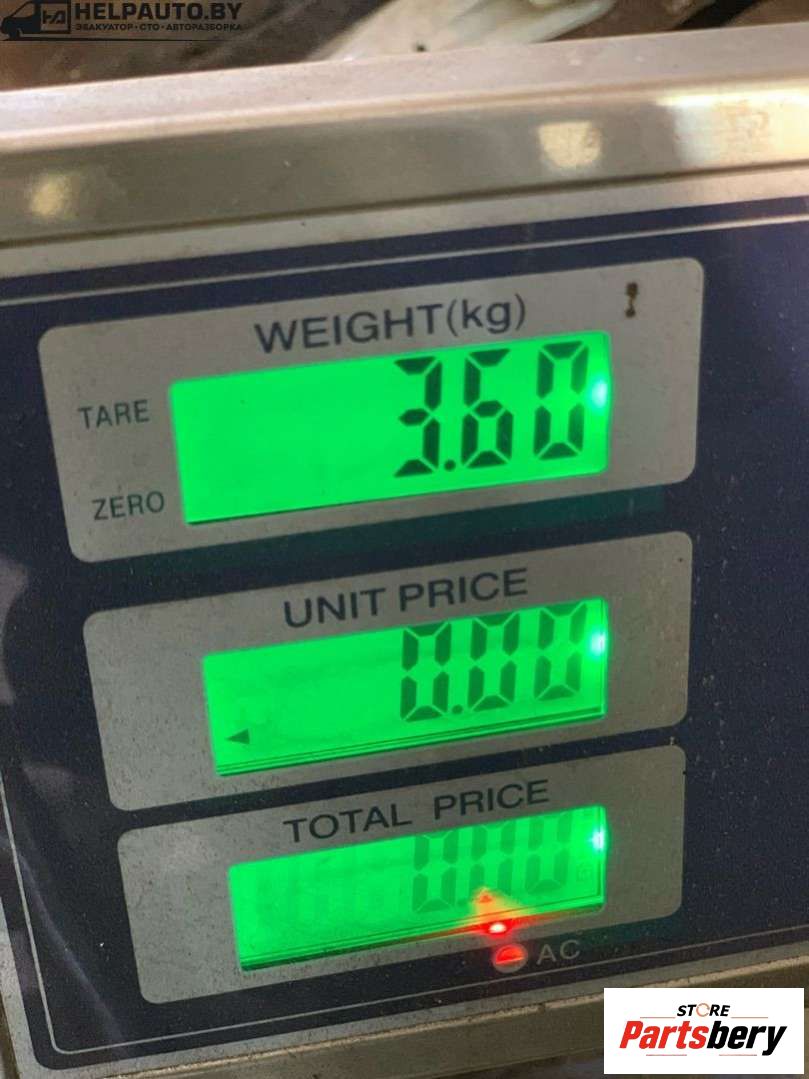 HELPAUTO.BY
ЭВАКУАТОР • СТО • АВТОРАЗБОРКА
WEIGHT(kg)
3.60
TARE
ZERO
UNIT PRICE
0.00
TOTAL PRICE
0.00
AC
STORE
Partsbery